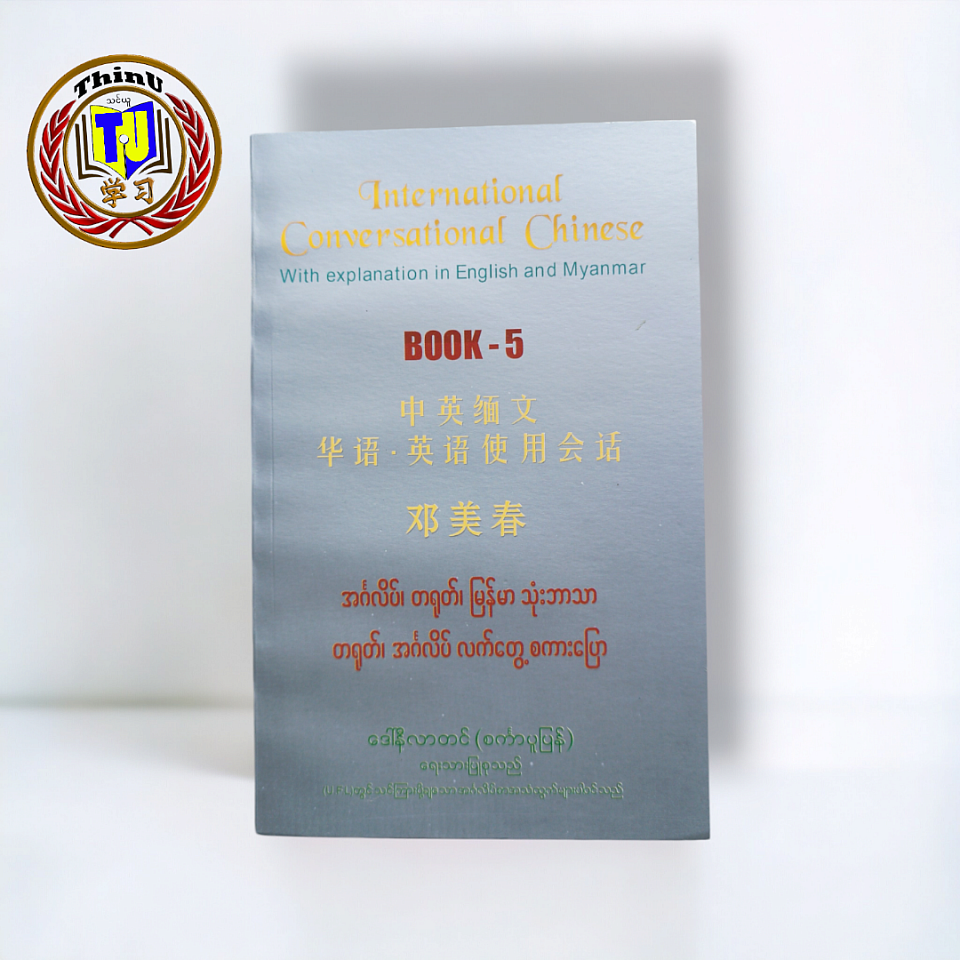 ThinU
သင်ယူ
TU
学习
International
Conversational Chinese
With explanation in English and Myanmar
BOOK - 5
中英缅文
华语·英语使用会话
邓美春
အင်္ဂလိပ်၊ တရုတ်၊ မြန်မာ သုံးဘာသာ
တရုတ်၊ အင်္ဂလိပ် လက်တွေ့ စကားပြော
ဒေါ်နီလာတင် (စင်္ကာပူပြန်)
ရေးသားပြုစုသည်